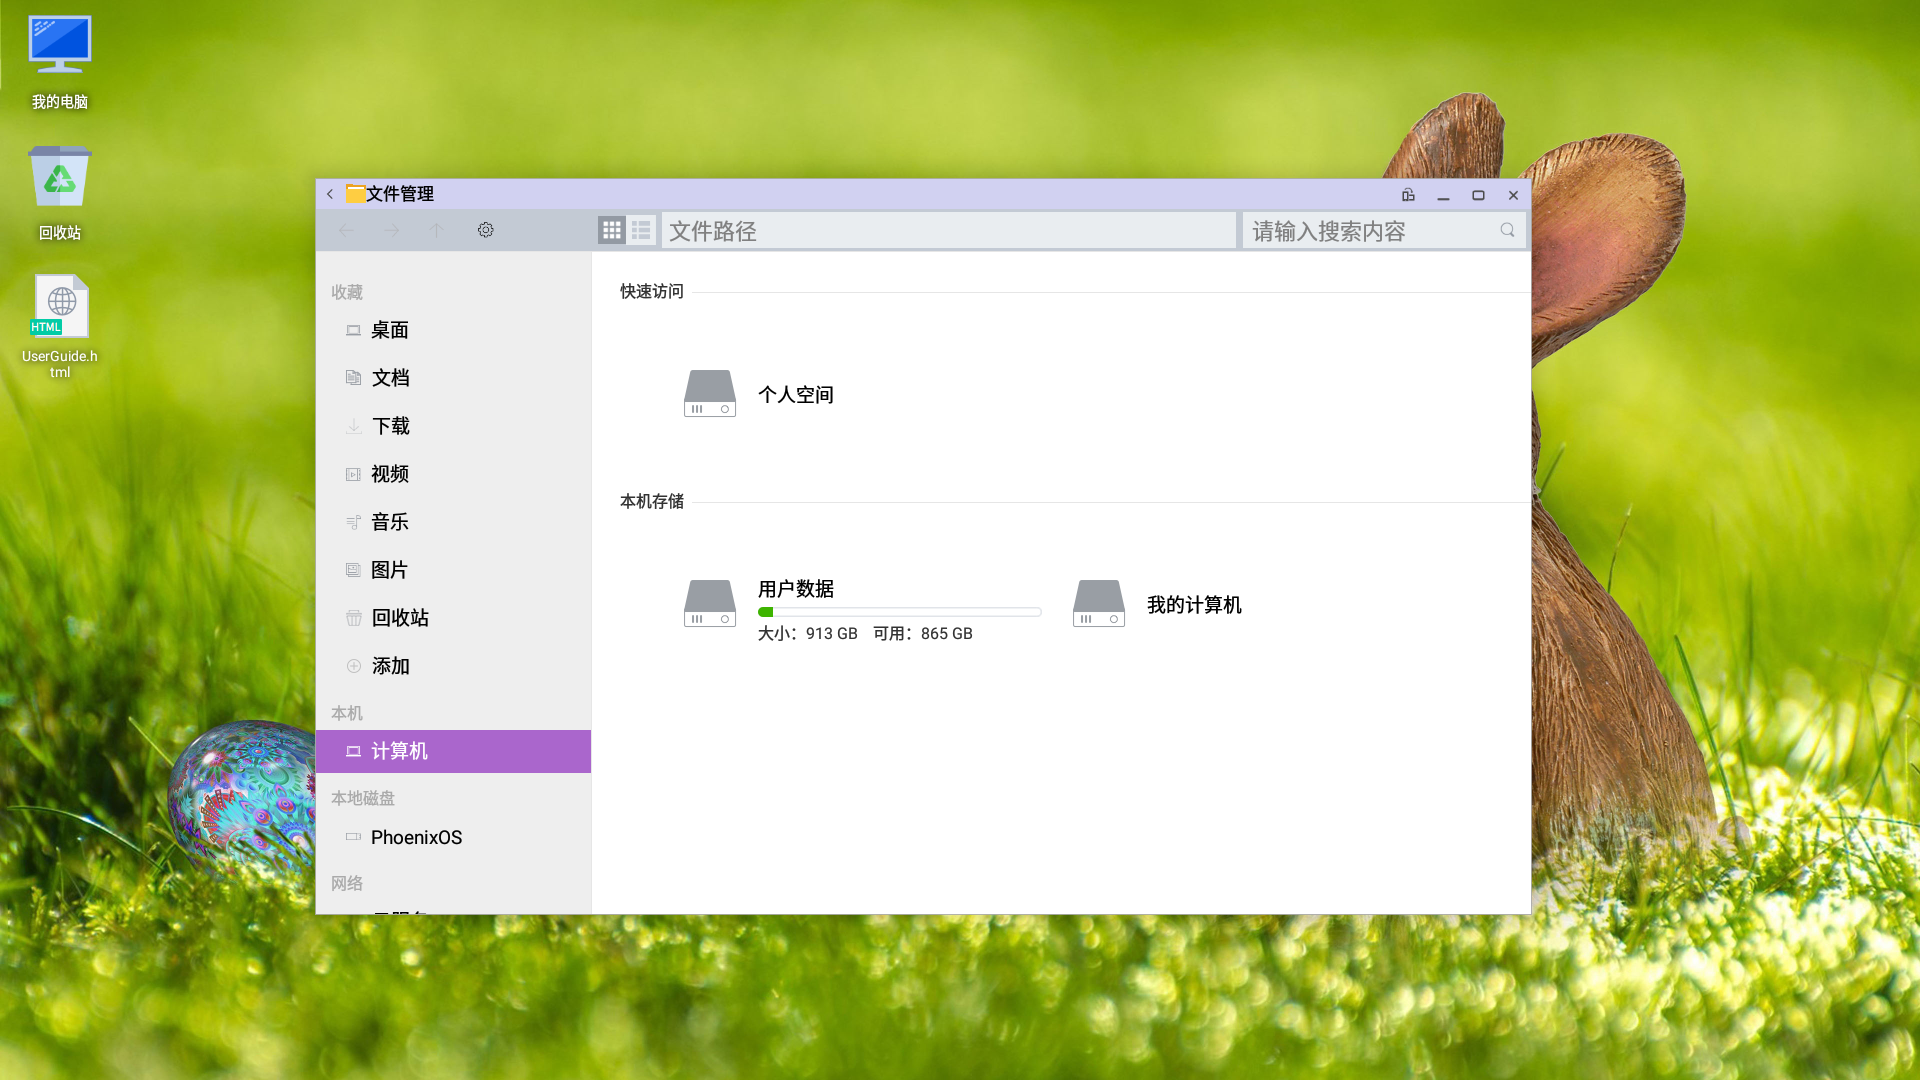 我的电脑
回收站
HTML
UserGuide.h
tml
文件管理
文件路径
请输入搜索内容
收藏
桌面
文档
下载
视频
音乐
图片
回收站
添加
本机
计算机
本地磁盘
PhoenixOS
网络
快速访问
个人空间
本机存储
用户数据
大小：913 GB 可用：865 GB
我的计算机